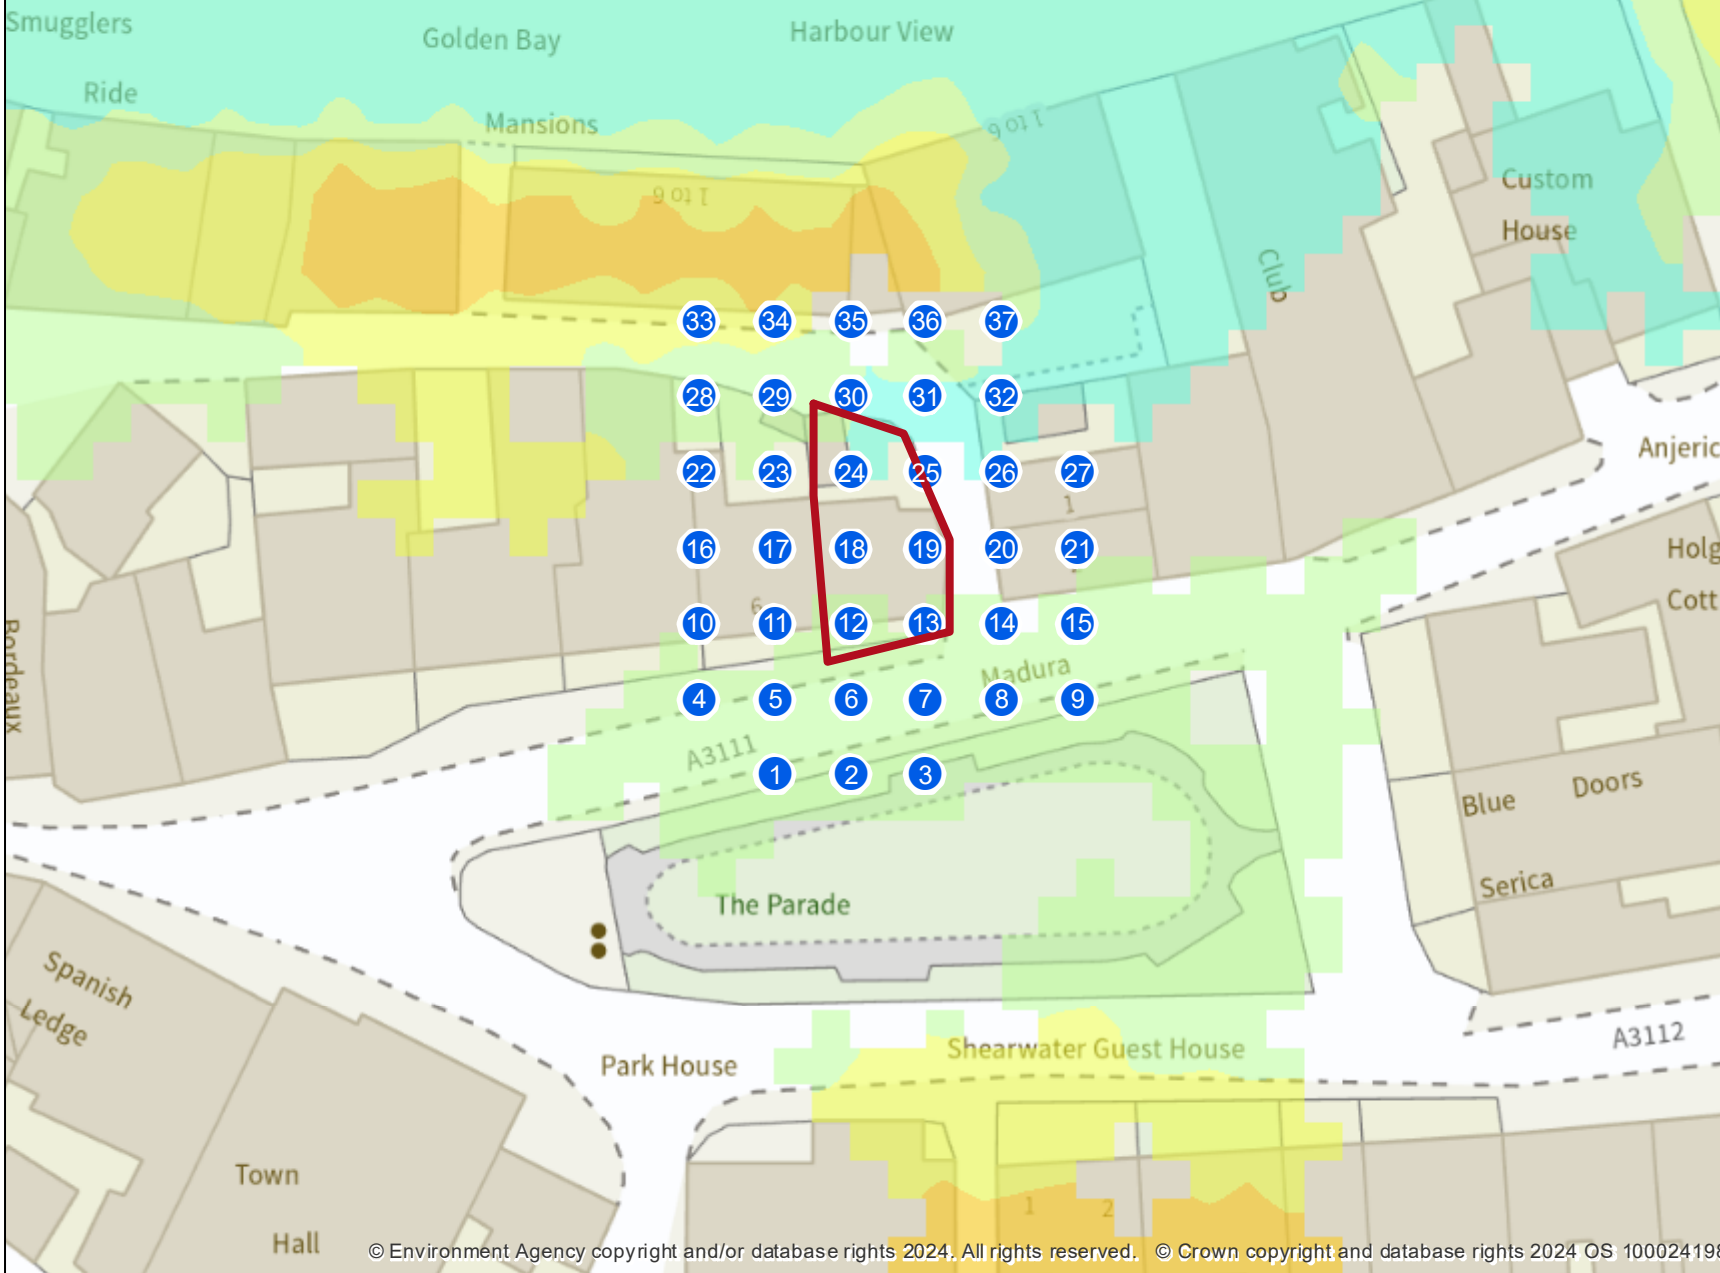 Smugglers
Ride
Golden Bay
Mansions
Harbour View
1 to 6
1 to 6
Custom
House
Club
33 34 35 36 37
28 29 30 31 32
22 23 24 25 26 27
1
16 17 18 19 20 21
6
10 11 12 13 14 15
Madura
4 5 6 7 8 9
A3111
1 2 3
Anjeric
Holg
Cott
Bordeaux
Blue Doors
Serica
The Parade
Spanish
Ledge
Park House
Shearwater Guest House
A3112
Town
Hall
1 2
© Environment Agency copyright and/or database rights 2024. All rights reserved. © Crown copyright and database rights 2024 OS 100024198